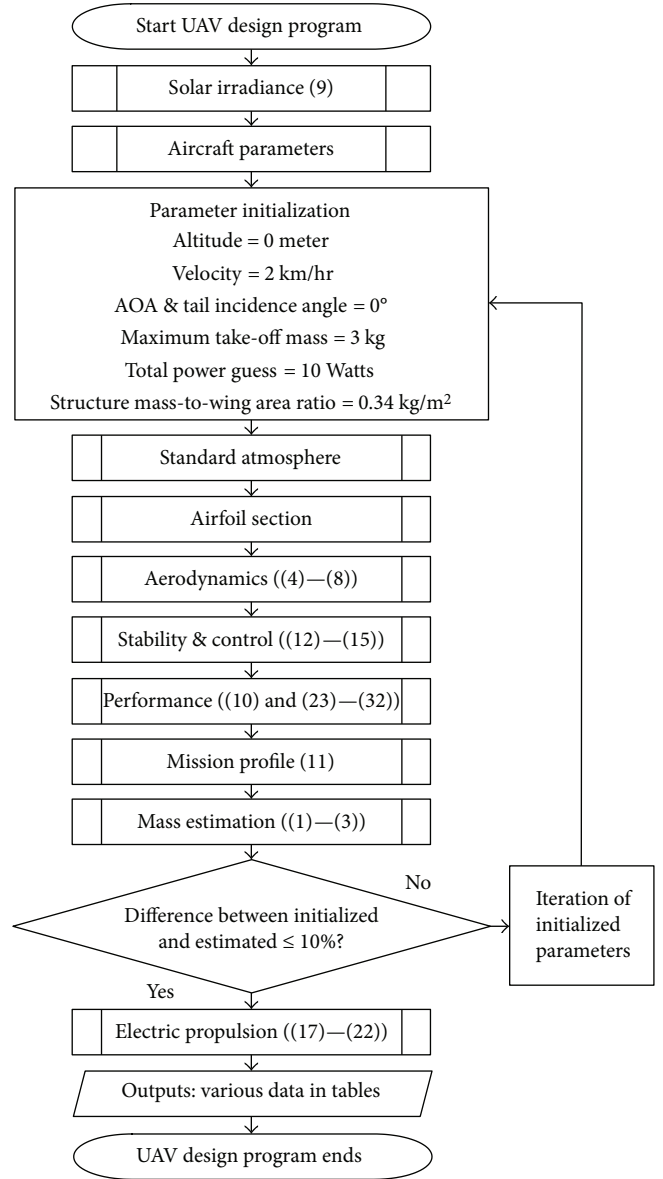 Start UAV design program
Solar irradiance (9)
Aircraft parameters
Parameter initialization
Altitude = 0 meter
Velocity = 2 km/hr
AOA & tail incidence angle = 0°
Maximum take-off mass = 3 kg
Total power guess = 10 Watts
Structure mass-to-wing area ratio = 0.34 kg/m²
Standard atmosphere
Airfoil section
Aerodynamics ((4)—(8))
Stability & control ((12)—(15))
Performance ((10) and (23)—(32))
Mission profile (11)
Mass estimation ((1)—(3))
No
Difference between initialized
and estimated ≤ 10%?
Iteration of
initialized
parameters
Yes
Electric propulsion ((17)—(22))
Outputs: various data in tables
UAV design program ends